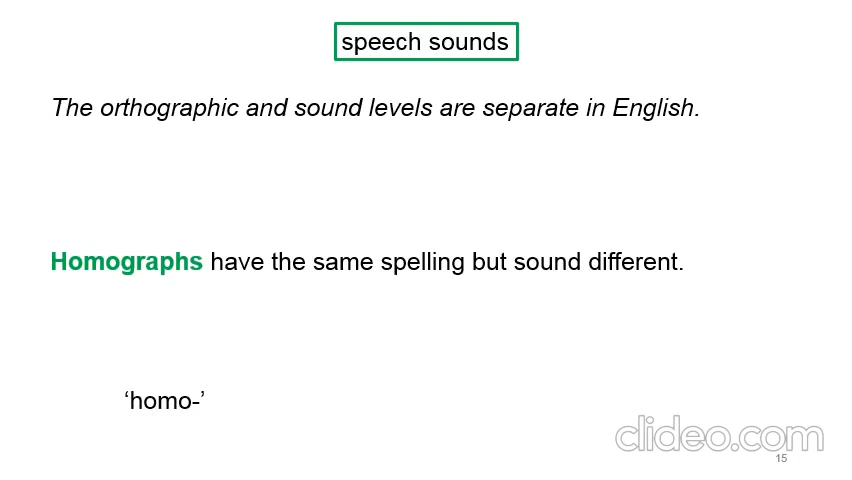 speech sounds
The orthographic and sound levels are separate in English.
Homographs have the same spelling but sound different.
‘homo-’
clideo.com
15